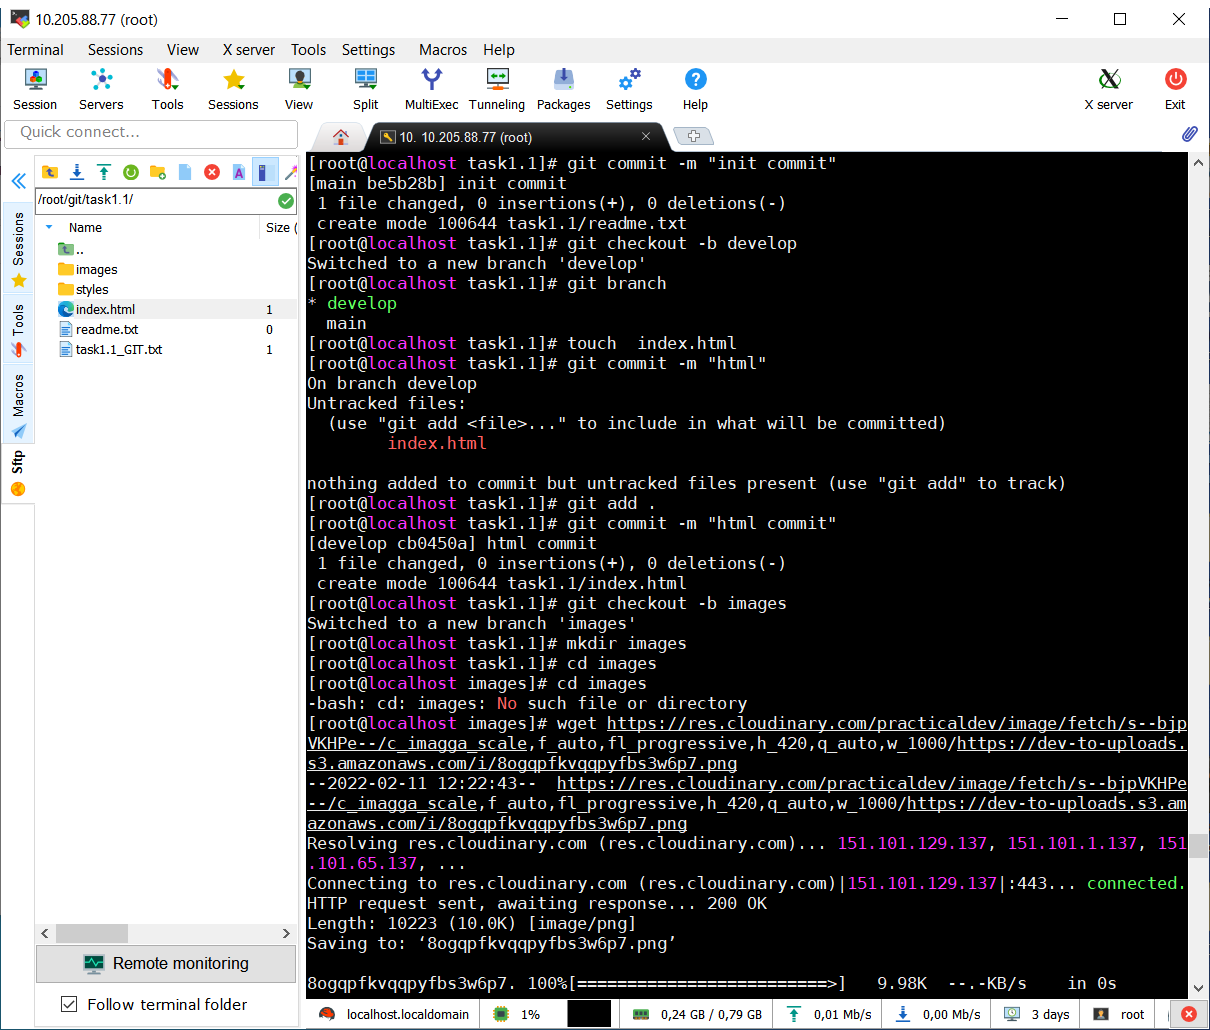 10.205.88.77 (root)
Terminal Sessions View X server Tools Settings Macros Help
Session Servers Tools Sessions View Split MultiExec Tunneling Packages Settings Help X server Exit
Quick connect...
10. 10.205.88.77 (root)
Sessions
Tools
Macros
Sftp
/root/git/task1.1/
Name Size (
..
images
styles
index.html 1
readme.txt 0
task1.1_GIT.txt 1
Remote monitoring
Follow terminal folder
[root@localhost task1.1]# git commit -m "init commit"
[main be5b28b] init commit
 1 file changed, 0 insertions(+), 0 deletions(-)
 create mode 100644 task1.1/readme.txt
[root@localhost task1.1]# git checkout -b develop
Switched to a new branch 'develop'
[root@localhost task1.1]# git branch
* develop
  main
[root@localhost task1.1]# touch  index.html
[root@localhost task1.1]# git commit -m "html"
On branch develop
Untracked files:
  (use "git add <file>..." to include in what will be committed)
        index.html
nothing added to commit but untracked files present (use "git add" to track)
[root@localhost task1.1]# git add .
[root@localhost task1.1]# git commit -m "html commit"
[develop cb0450a] html commit
 1 file changed, 0 insertions(+), 0 deletions(-)
 create mode 100644 task1.1/index.html
[root@localhost task1.1]# git checkout -b images
Switched to a new branch 'images'
[root@localhost task1.1]# mkdir images
[root@localhost task1.1]# cd images
[root@localhost images]# cd images
-bash: cd: images: No such file or directory
[root@localhost images]# wget https://res.cloudinary.com/practicaldev/image/fetch/s--bjp
VKHPe--/c_imagga_scale,f_auto,fl_progressive,h_420,q_auto,w_1000/https://dev-to-uploads.
s3.amazonaws.com/i/8ogqpfkvqqpyfbs3w6p7.png
--2022-02-11 12:22:43--  https://res.cloudinary.com/practicaldev/image/fetch/s--bjpVKHPe
--/c_imagga_scale,f_auto,fl_progressive,h_420,q_auto,w_1000/https://dev-to-uploads.s3.am
azonaws.com/i/8ogqpfkvqqpyfbs3w6p7.png
Resolving res.cloudinary.com (res.cloudinary.com)... 151.101.129.137, 151.101.1.137, 151
.101.65.137, ...
Connecting to res.cloudinary.com (res.cloudinary.com)|151.101.129.137|:443... connected.
HTTP request sent, awaiting response... 200 OK
Length: 10223 (10.0K) [image/png]
Saving to: ‘8ogqpfkvqqpyfbs3w6p7.png’
8ogqpfkvqqpyfbs3w6p7. 100%[=========================>]   9.98K  --.-KB/s    in 0s
localhost.localdomain 1% 0,24 GB / 0,79 GB 0,01 Mb/s 0,00 Mb/s 3 days root